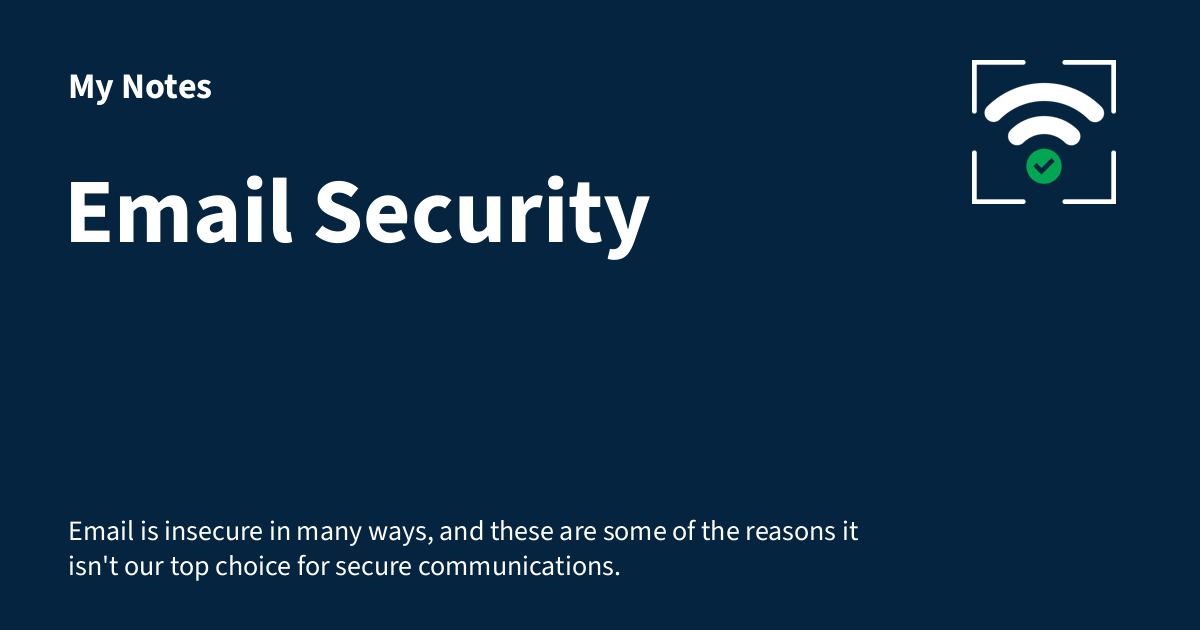 My Notes
Email Security
Email is insecure in many ways, and these are some of the reasons it
isn't our top choice for secure communications.